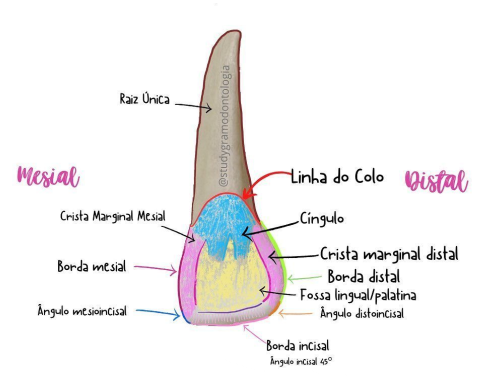 Raiz Única
@studygramodontologia
Mesial
Linha do Colo
Distal
Crista Marginal Mesial
Cíngulo
Crista marginal distal
Borda mesial
Borda distal
Fossa lingual/palatina
Ângulo mesioincisal
Ângulo distoincisal
Borda incisal
Ângulo incisal 45º